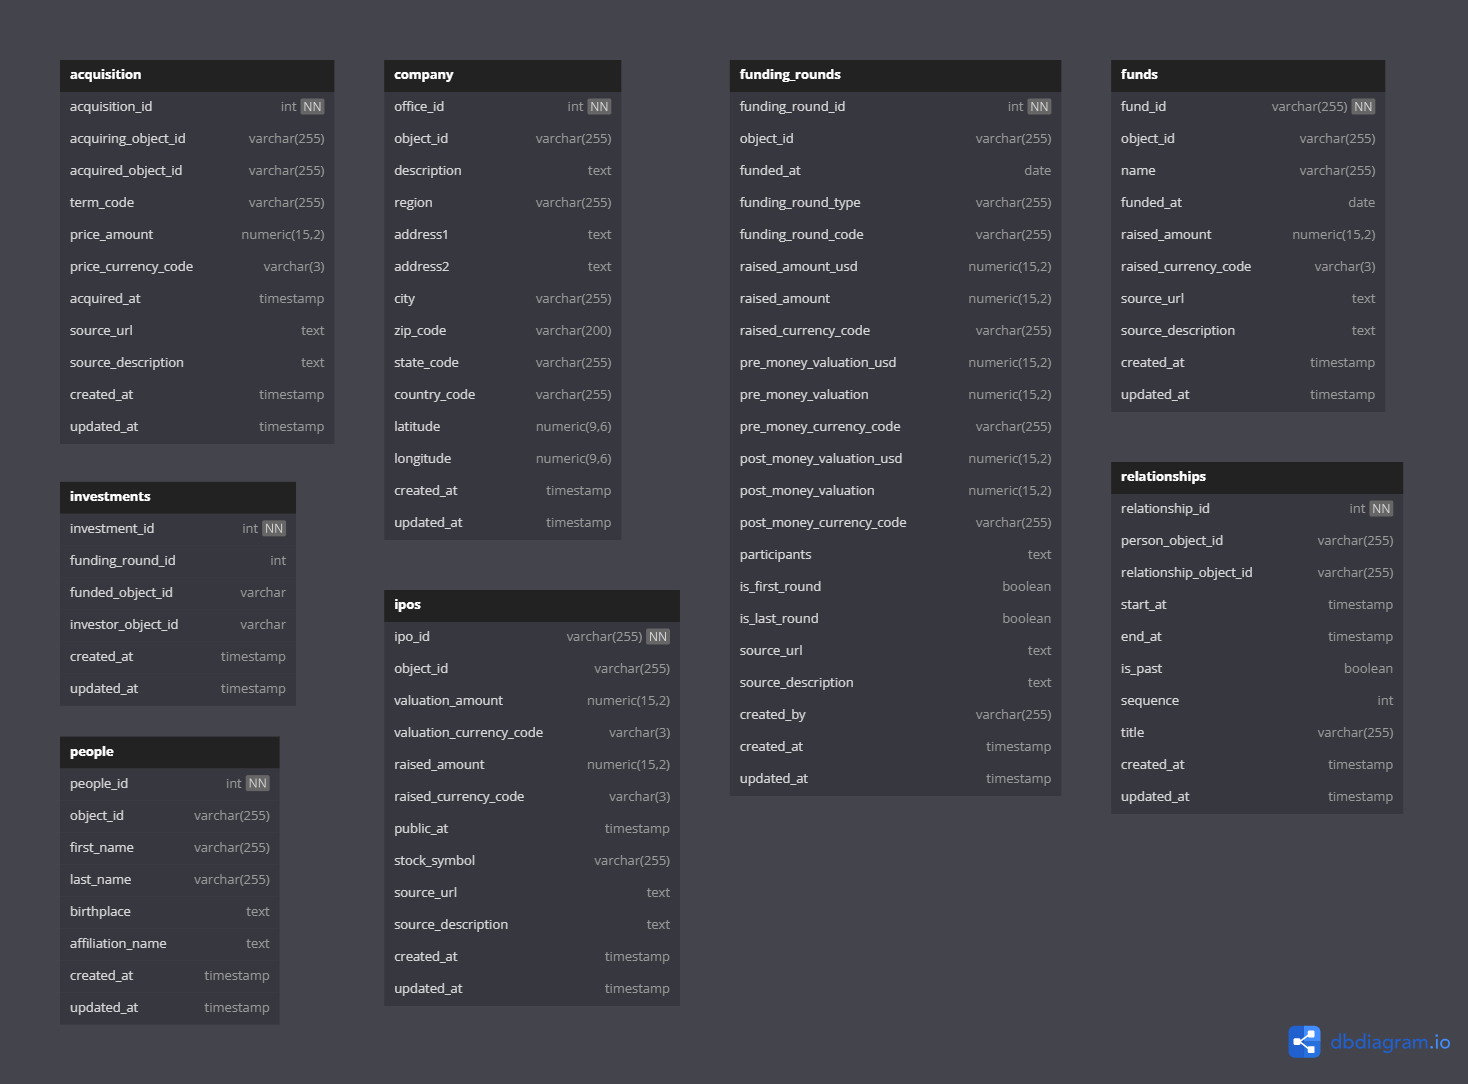 acquisition
acquisition_id int NN
acquiring_object_id varchar(255)
acquired_object_id varchar(255)
term_code varchar(255)
price_amount numeric(15,2)
price_currency_code varchar(3)
acquired_at timestamp
source_url text
source_description text
created_at timestamp
updated_at timestamp
investments
investment_id int NN
funding_round_id int
funded_object_id varchar
investor_object_id varchar
created_at timestamp
updated_at timestamp
people
people_id int NN
object_id varchar(255)
first_name varchar(255)
last_name varchar(255)
birthplace text
affiliation_name text
created_at timestamp
updated_at timestamp
company
office_id int NN
object_id varchar(255)
description text
region varchar(255)
address1 text
address2 text
city varchar(255)
zip_code varchar(200)
state_code varchar(255)
country_code varchar(255)
latitude numeric(9,6)
longitude numeric(9,6)
created_at timestamp
updated_at timestamp
ipos
ipo_id varchar(255) NN
object_id varchar(255)
valuation_amount numeric(15,2)
valuation_currency_code varchar(3)
raised_amount numeric(15,2)
raised_currency_code varchar(3)
public_at timestamp
stock_symbol varchar(255)
source_url text
source_description text
created_at timestamp
updated_at timestamp
funding_rounds
funding_round_id int NN
object_id varchar(255)
funded_at date
funding_round_type varchar(255)
funding_round_code varchar(255)
raised_amount_usd numeric(15,2)
raised_amount numeric(15,2)
raised_currency_code varchar(255)
pre_money_valuation_usd numeric(15,2)
pre_money_valuation numeric(15,2)
pre_money_currency_code varchar(255)
post_money_valuation_usd numeric(15,2)
post_money_valuation numeric(15,2)
post_money_currency_code varchar(255)
participants text
is_first_round boolean
is_last_round boolean
source_url text
source_description text
created_by varchar(255)
created_at timestamp
updated_at timestamp
funds
fund_id varchar(255) NN
object_id varchar(255)
name varchar(255)
funded_at date
raised_amount numeric(15,2)
raised_currency_code varchar(3)
source_url text
source_description text
created_at timestamp
updated_at timestamp
relationships
relationship_id int NN
person_object_id varchar(255)
relationship_object_id varchar(255)
start_at timestamp
end_at timestamp
is_past boolean
sequence int
title varchar(255)
created_at timestamp
updated_at timestamp
dbdiagram.io